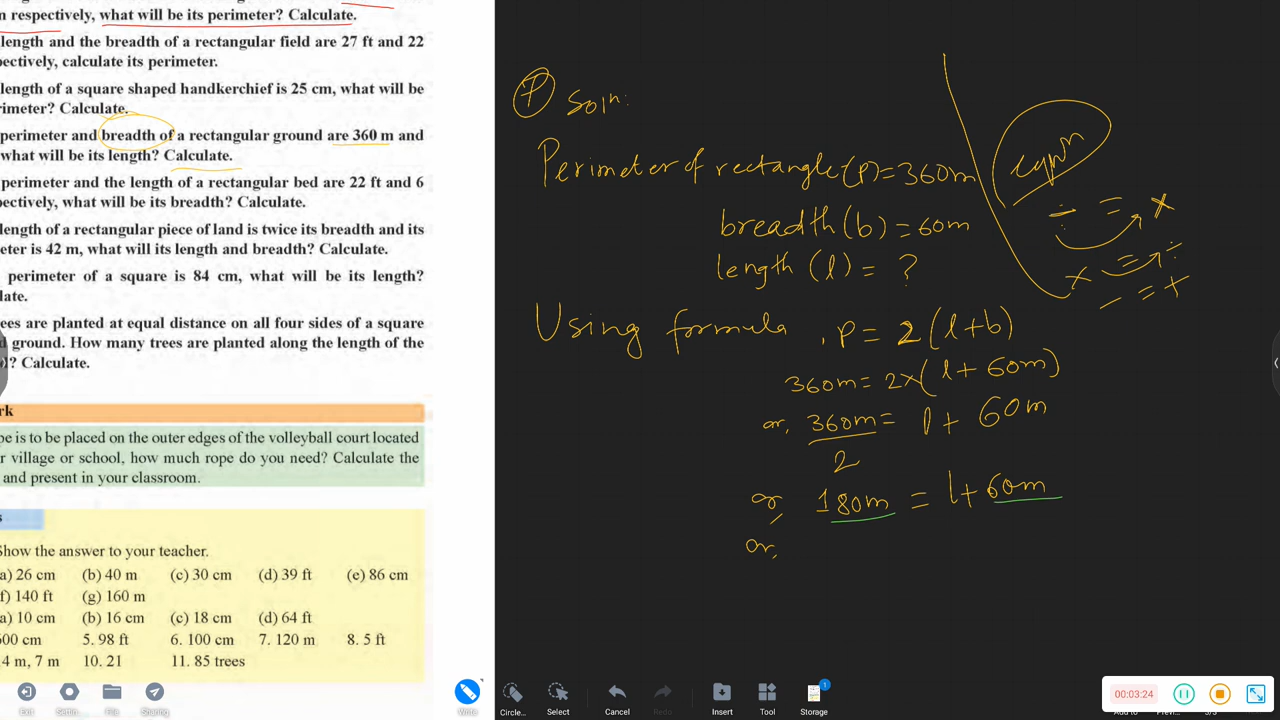 n respectively, what will be its perimeter? Calculate.
length and the breadth of a rectangular field are 27 ft and 22
pectively, calculate its perimeter.
length of a square shaped handkerchief is 25 cm, what will be
rimeter? Calculate.
perimeter and breadth of a rectangular ground are 360 m and
what will be its length? Calculate.
perimeter and the length of a rectangular bed are 22 ft and 6
pectively, what will be its breadth? Calculate.
length of a rectangular piece of land is twice its breadth and its
eter is 42 m, what will its length and breadth? Calculate.
perimeter of a square is 84 cm, what will be its length?
late.
ees are planted at equal distance on all four sides of a square
ground. How many trees are planted along the length of the
? Calculate.
rk
pe is to be placed on the outer edges of the volleyball court located
r village or school, how much rope do you need? Calculate the
and present in your classroom.
s
Show the answer to your teacher.
a) 26 cm (b) 40 m (c) 30 cm (d) 39 ft (e) 86 cm
f) 140 ft (g) 160 m
a) 10 cm (b) 16 cm (c) 18 cm (d) 64 ft
500 cm 5. 98 ft 6. 100 cm 7. 120 m 8. 5 ft
4 m, 7 m 10. 21 11. 85 trees
Exit File Sharing Write
7 Soln:
Perimeter of rectangle (P) = 360m
breadth (b) = 60m
length (l) = ?
Using formula, P = 2 (l+b)
360m = 2×(l + 60m)
or, 360m = l + 60m
2
or, 180m = l + 60m
or,
÷ = ×
× = ÷
- = +
Circle... Select Cancel Redo Insert Tool Storage 1
00:03:24